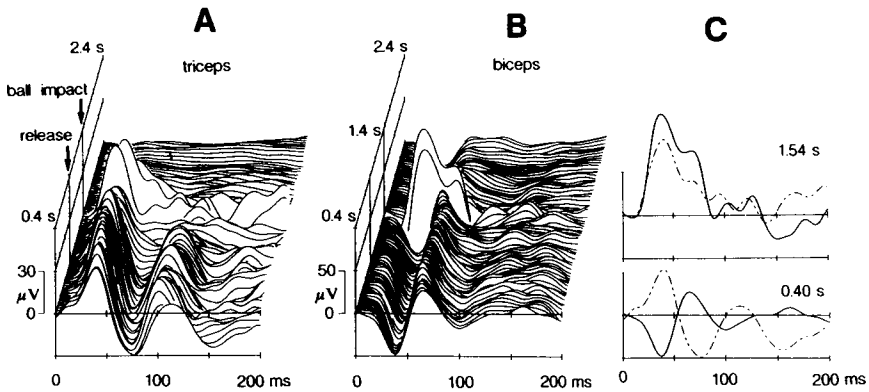 A
2.4 s
triceps
ball impact
release
0.4 s
30
μV
0
0 100 200 ms
B
2.4 s
biceps
1.4 s
0.4 s
50
μV
0
0 100 200 ms
C
1.54 s
0.40 s
0 100 200 ms